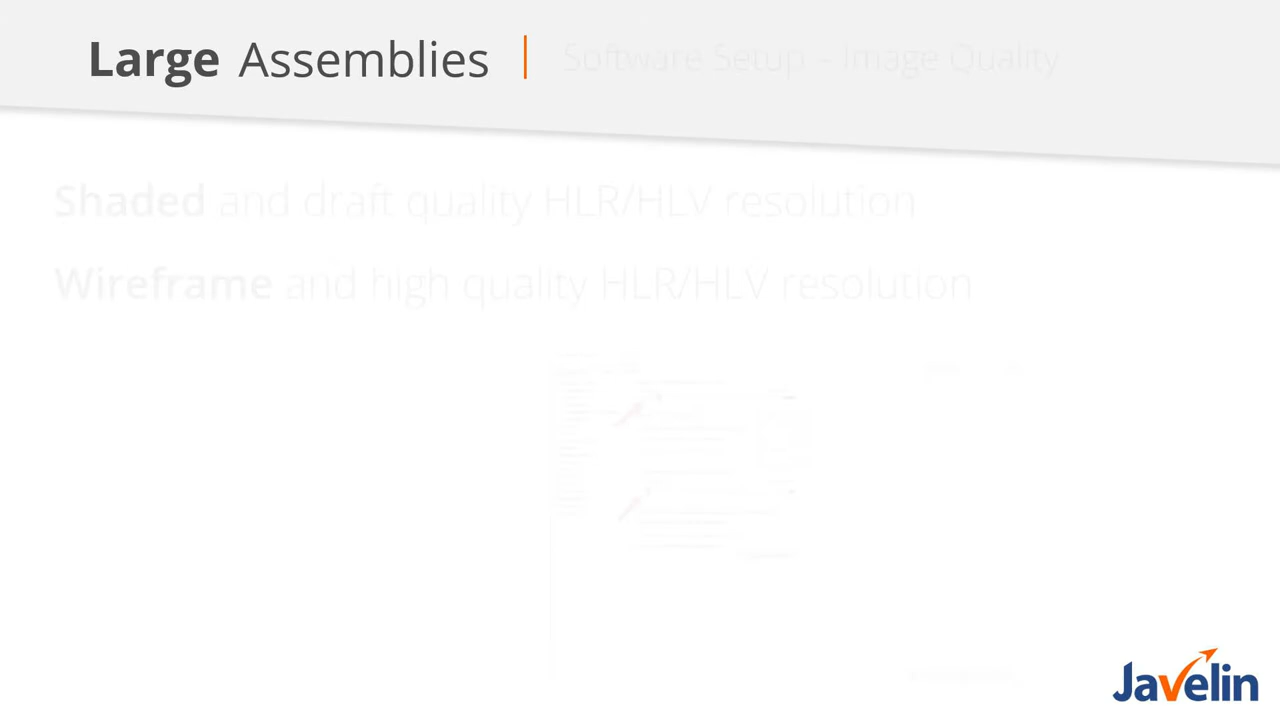 Large Assemblies | Software Setup - Image Quality
Shaded and draft quality HLR/HLV resolution
Wireframe and high quality HLR/HLV resolution
Javelin